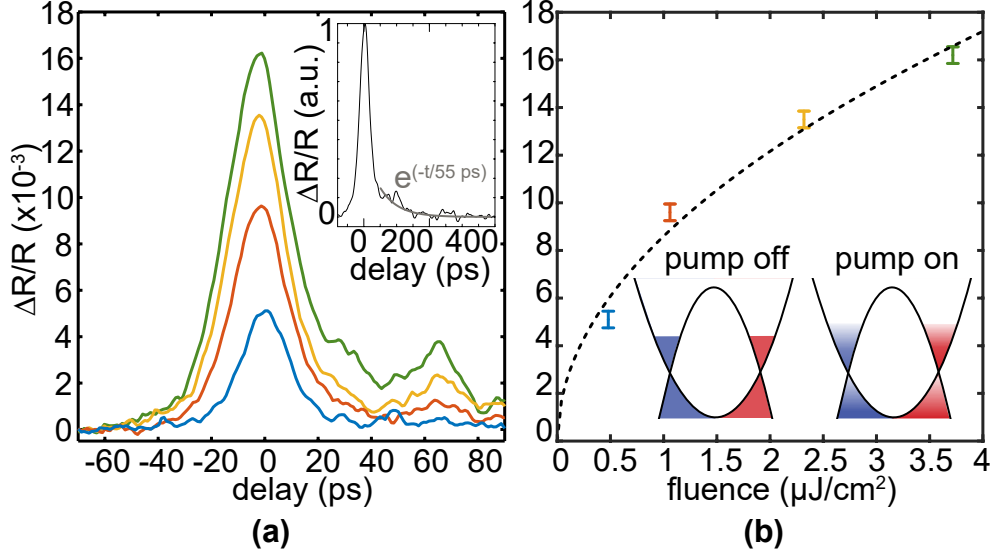 18
16
14
12
10
8
6
4
2
0
ΔR/R (x10⁻³)
-60 -40 -20 0 20 40 60 80
delay (ps)
(a)
1
0
ΔR/R (a.u.)
e(-t/55 ps)
0 200 400
delay (ps)
18
16
14
12
10
8
6
4
2
0
pump off
pump on
0 0.5 1 1.5 2 2.5 3 3.5 4
fluence (μJ/cm²)
(b)